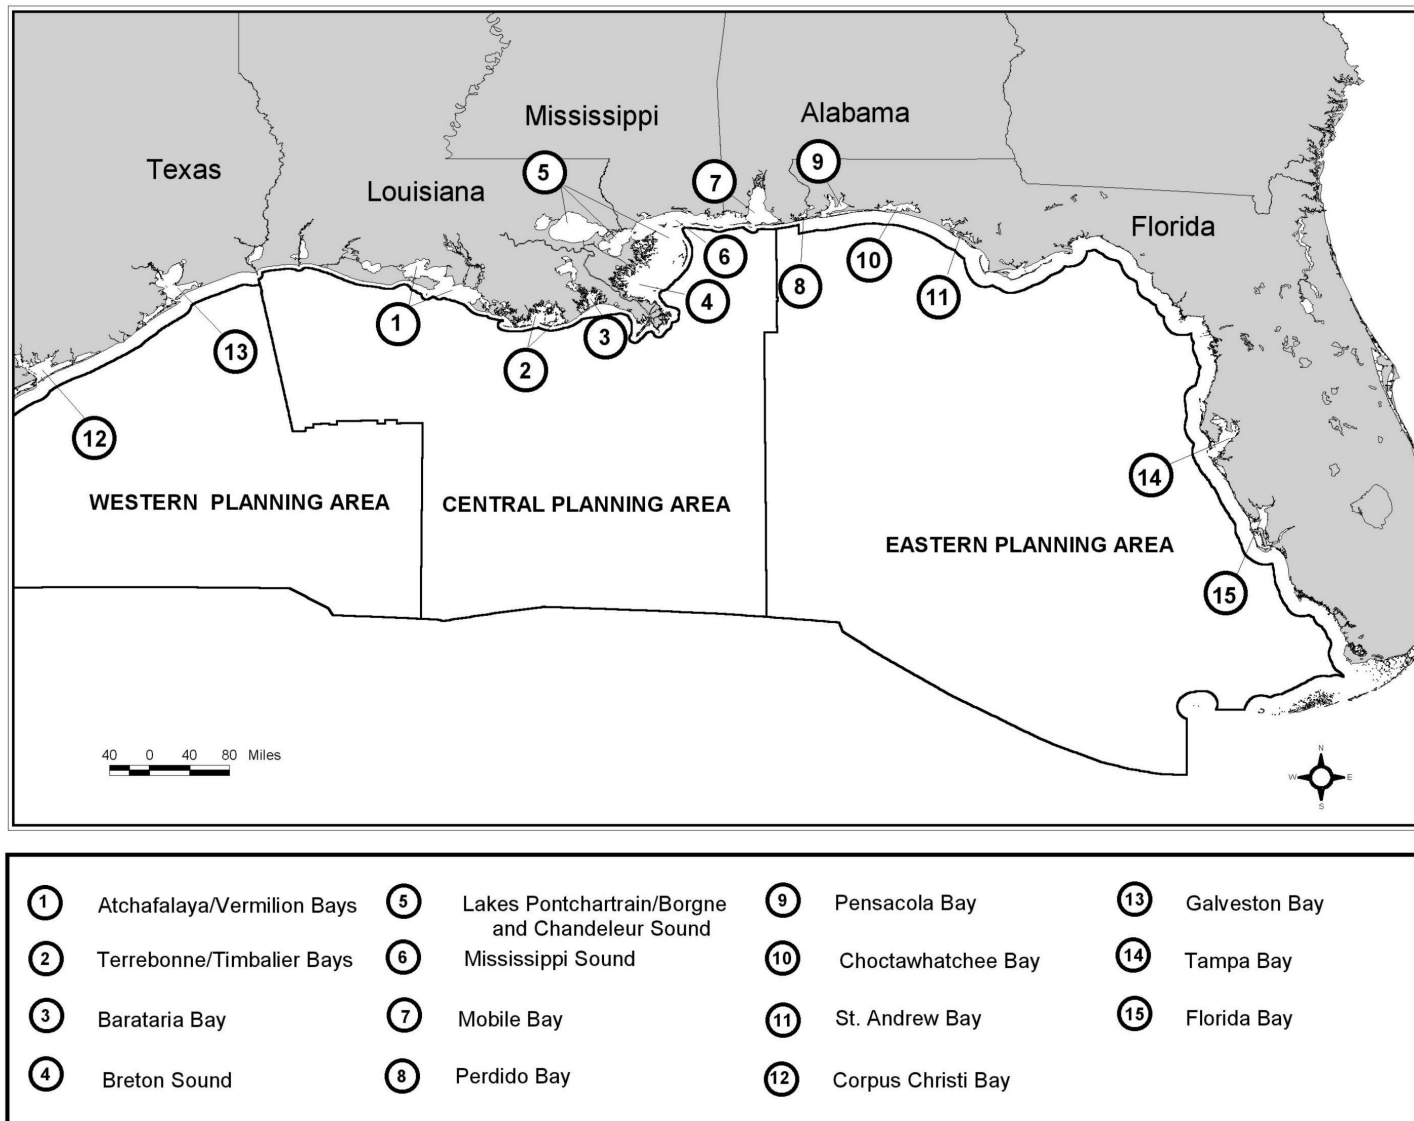 Mississippi
Alabama
Texas
Louisiana
Florida
5
9
7
6
8
10
11
4
1
3
2
13
12
14
15
WESTERN PLANNING AREA
CENTRAL PLANNING AREA
EASTERN PLANNING AREA
40 0 40 80 Miles
N
W E
S
1 Atchafalaya/Vermilion Bays
2 Terrebonne/Timbalier Bays
3 Barataria Bay
4 Breton Sound
5 Lakes Pontchartrain/Borgne
and Chandeleur Sound
6 Mississippi Sound
7 Mobile Bay
8 Perdido Bay
9 Pensacola Bay
10 Choctawhatchee Bay
11 St. Andrew Bay
12 Corpus Christi Bay
13 Galveston Bay
14 Tampa Bay
15 Florida Bay